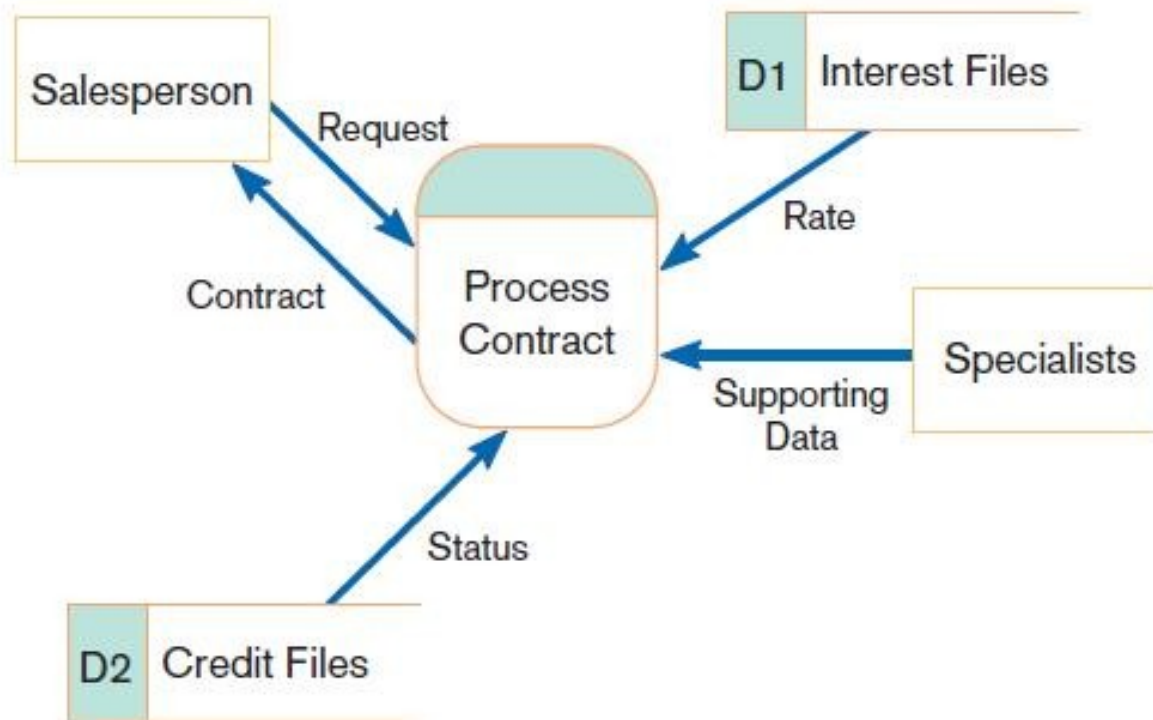 Salesperson
D1 Interest Files
Request
Rate
Contract
Process
Contract
Specialists
Supporting
Data
Status
D2 Credit Files